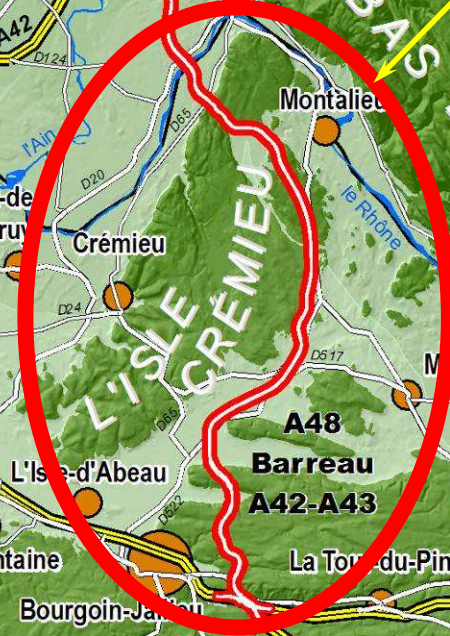 A42
D124
BAS
Montalieu
l'Ain
D65
D20
le Rhône
-de
ruy
Crémieu
L'ISLE
CRÉMIEU
D24
D517
M
D65
A48
Barreau
A42-A43
L'Isle-d'Abeau
D522
ntaine
La Tour-du-Pin
Bourgoin-Jallieu